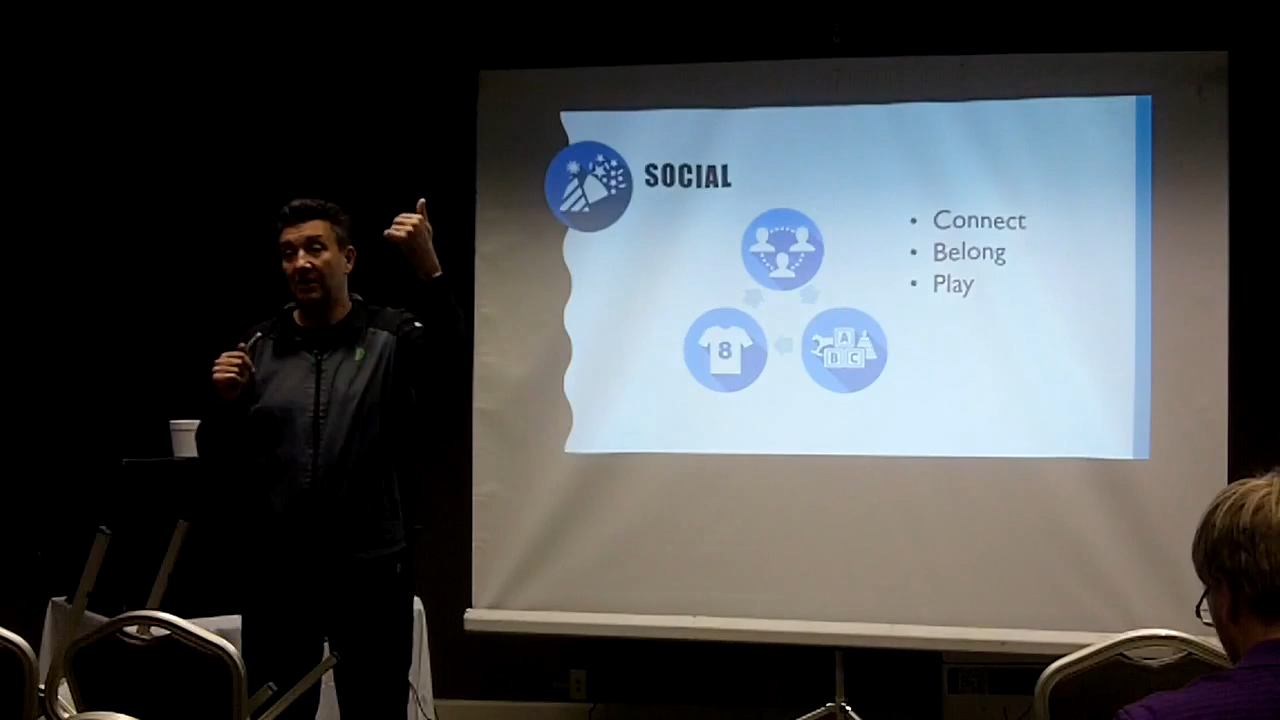 SOCIAL
• Connect
• Belong
• Play
8
A
B C